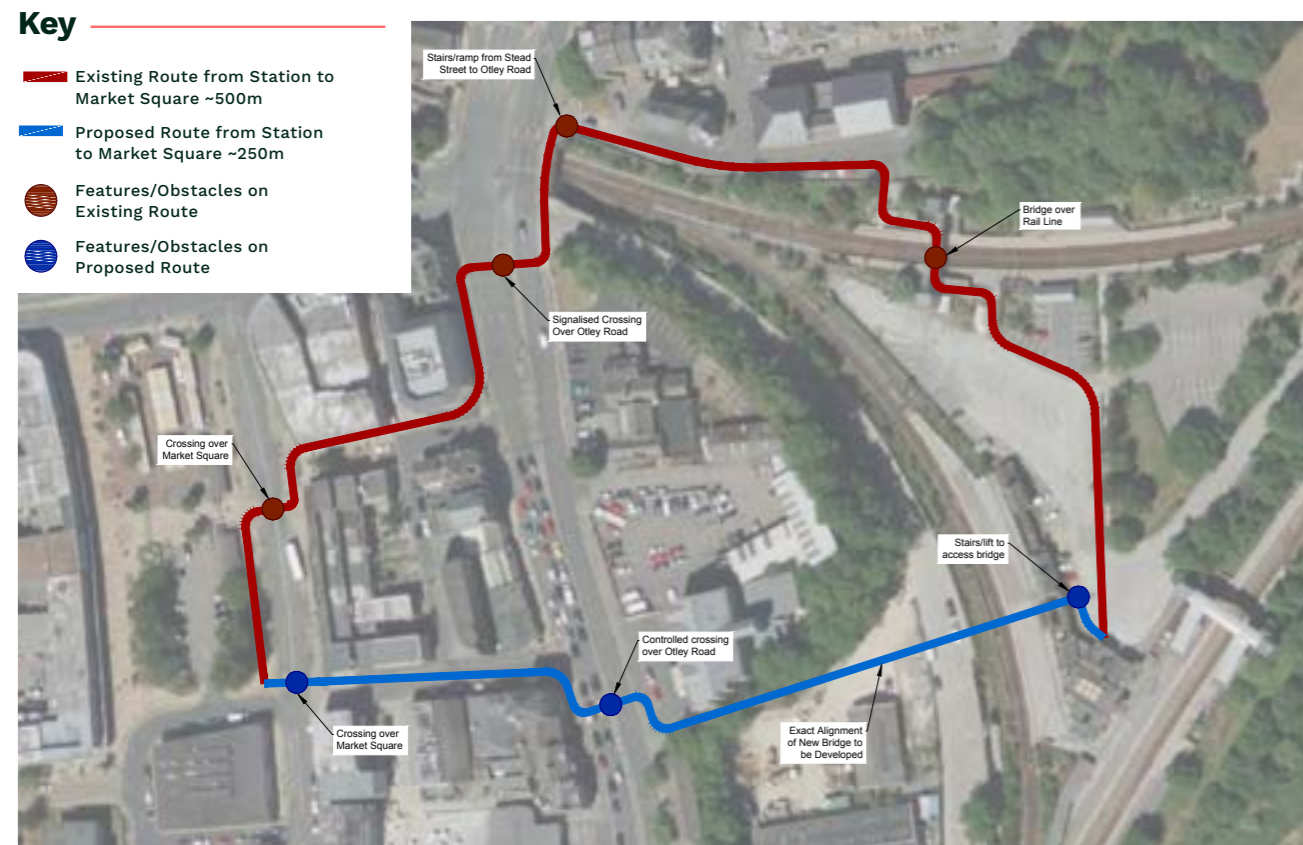 Key
Existing Route from Station to
Market Square ~500m
Proposed Route from Station
to Market Square ~250m
Features/Obstacles on
Existing Route
Features/Obstacles on
Proposed Route
Stairs/ramp from Stead
Street to Otley Road
Bridge over
Rail Line
Signalised Crossing
Over Otley Road
Crossing over
Market Square
Stairs/lift to
access bridge
Controlled crossing
over Otley Road
Crossing over
Market Square
Exact Alignment
of New Bridge to
be Developed